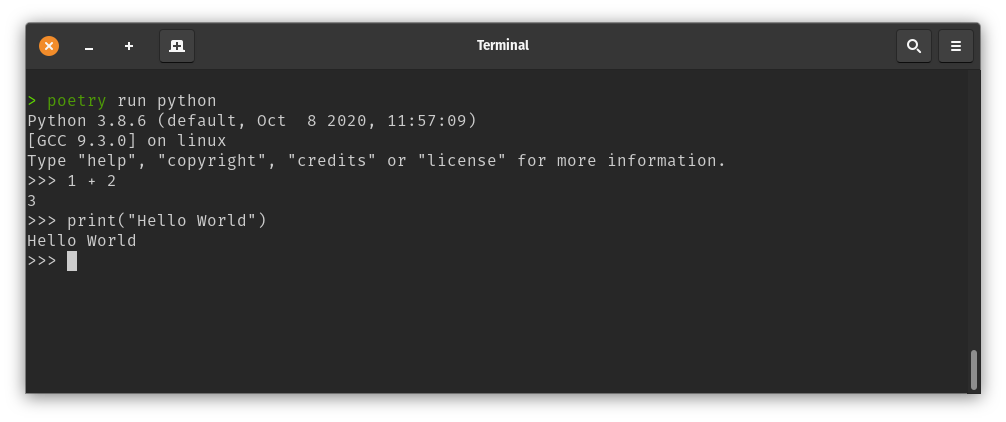 Terminal
> poetry run python
Python 3.8.6 (default, Oct  8 2020, 11:57:09)
[GCC 9.3.0] on linux
Type "help", "copyright", "credits" or "license" for more information.
>>> 1 + 2
3
>>> print("Hello World")
Hello World
>>>